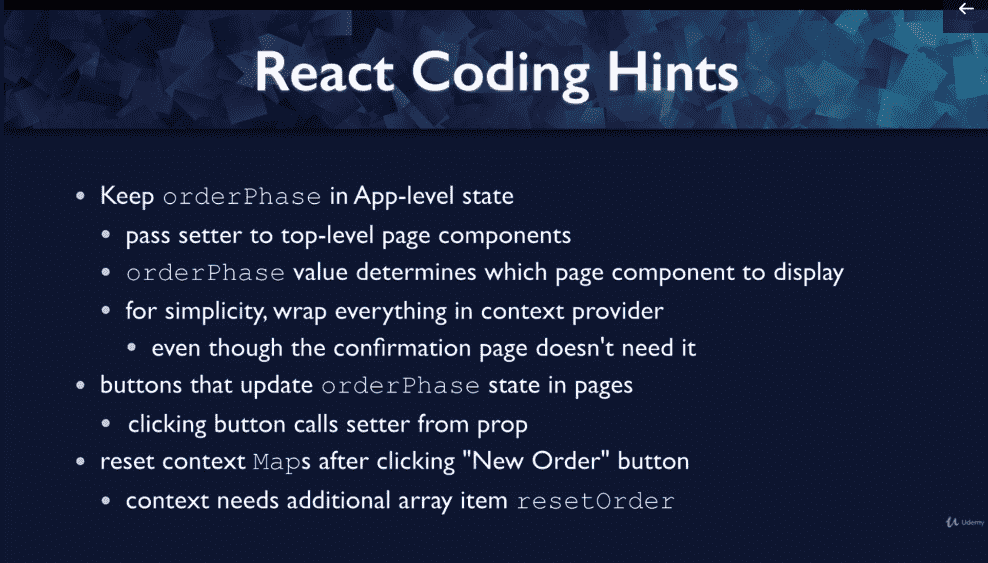 React Coding Hints
• Keep orderPhase in App-level state
• pass setter to top-level page components
• orderPhase value determines which page component to display
• for simplicity, wrap everything in context provider
• even though the confirmation page doesn't need it
• buttons that update orderPhase state in pages
• clicking button calls setter from prop
• reset context Maps after clicking "New Order" button
• context needs additional array item resetOrder
Udemy